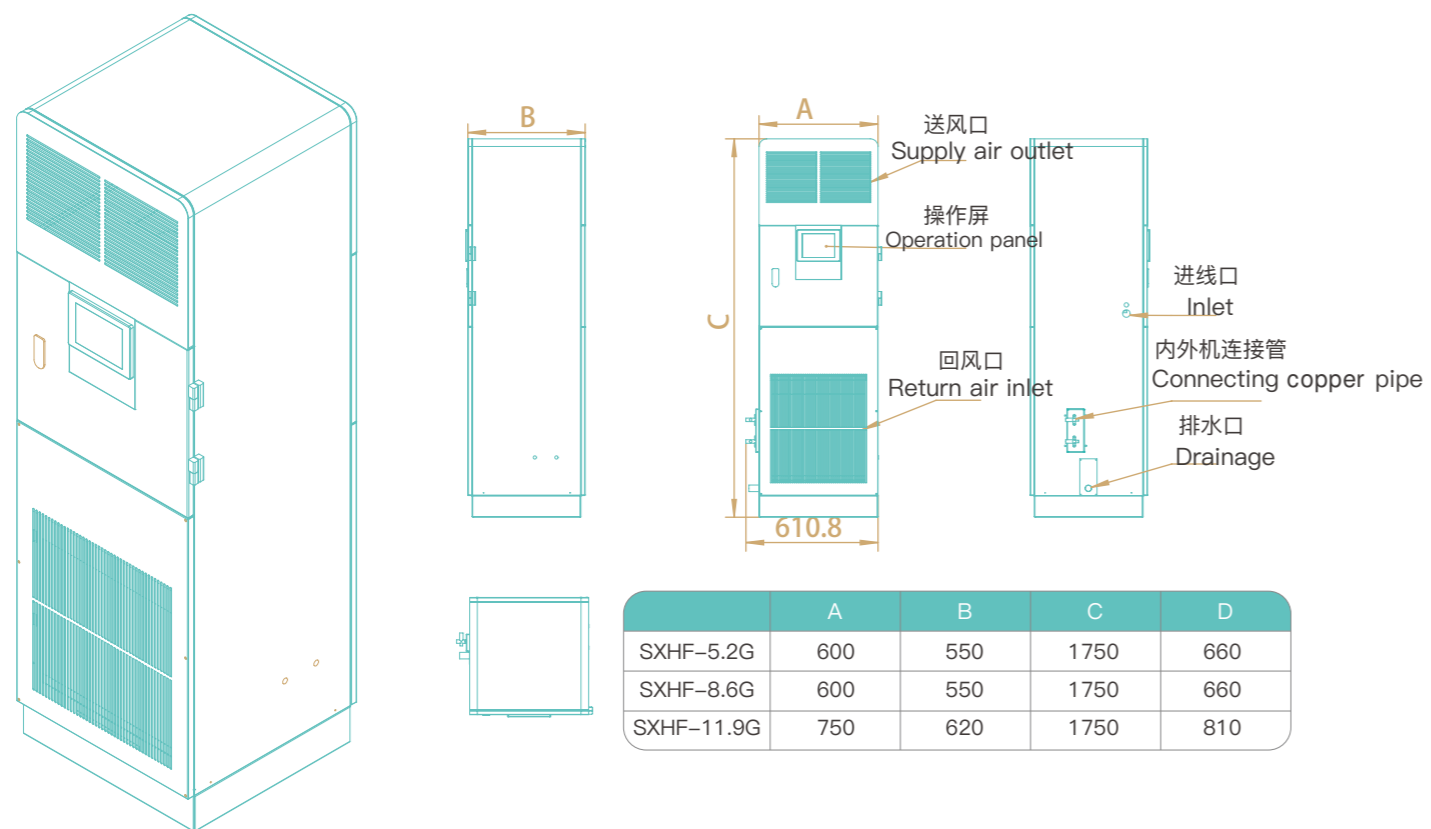 B
A
C
送风口
Supply air outlet
操作屏
Operation panel
回风口
Return air inlet
610.8
进线口
Inlet
内外机连接管
Connecting copper pipe
排水口
Drainage
A B C D
SXHF-5.2G 600 550 1750 660
SXHF-8.6G 600 550 1750 660
SXHF-11.9G 750 620 1750 810